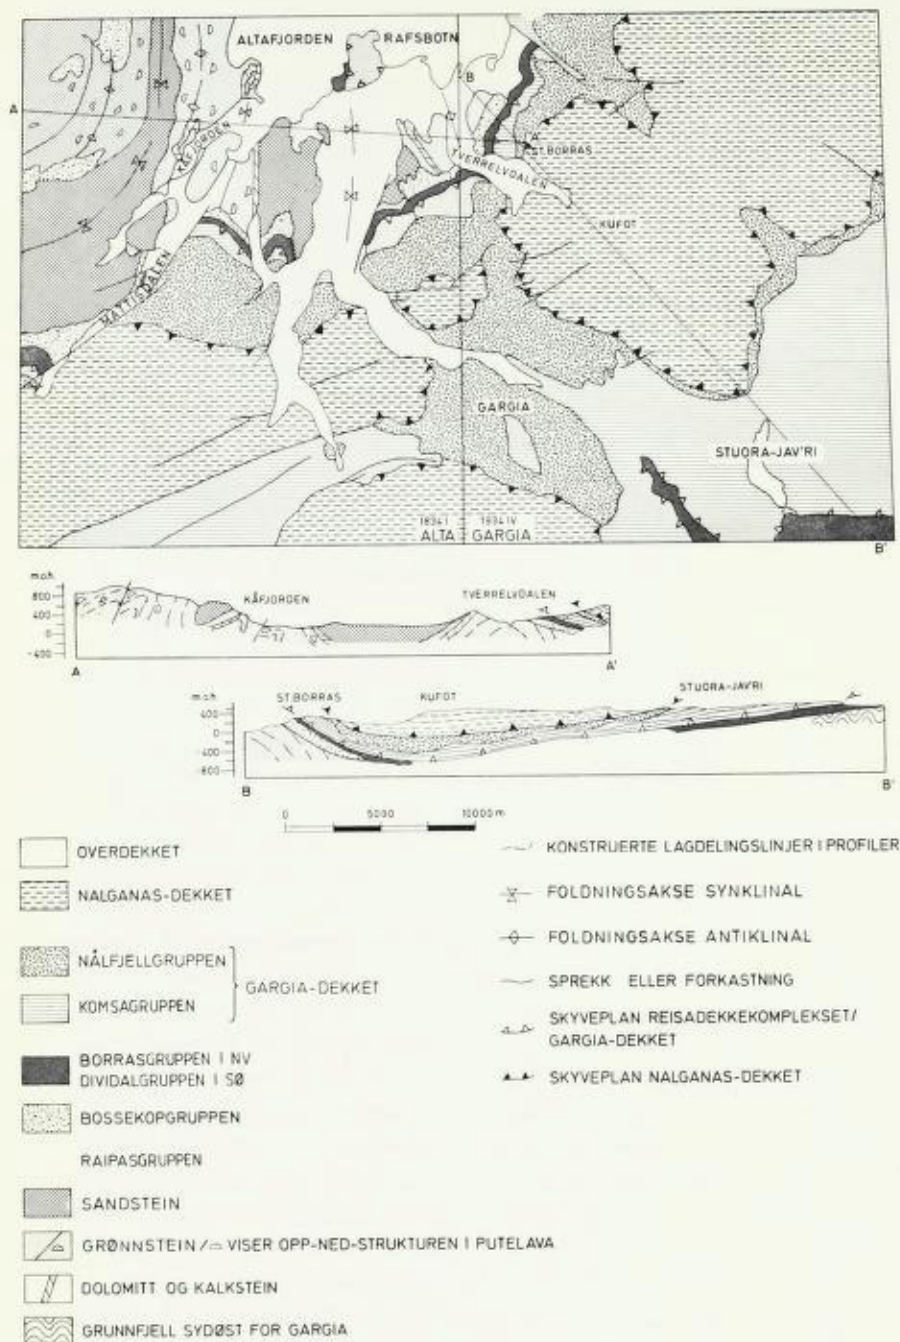 ALTAFJORDEN
RAFSBOTN
A
B
A'
KÅFJORDEN
ST.BORRAS
TVERRELVDALEN
KUFOT
MATTISDALEN
GARGIA
STUORA-JAV'RI
1834 I 1934 IV
ALTA GARGIA
B'
m.o.h.
800
400
0
-400
KÅFJORDEN
TVERRELVDALEN
A
A'
m.o.h.
400
0
-400
-800
ST.BORRAS
KUFOT
STUORA-JAV'RI
B
B'
0 5000 10000 m
OVERDEKKET
NALGANAS-DEKKET
NÅLFJELLGRUPPEN
GARGIA-DEKKET
KOMSAGRUPPEN
BORRASGRUPPEN I NV
DIVIDALGRUPPEN I SØ
BOSSEKOPGRUPPEN
RAIPASGRUPPEN
SANDSTEIN
GRØNNSTEIN / VISER OPP-NED-STRUKTUREN I PUTELAVA
DOLOMITT OG KALKSTEIN
GRUNNFJELL SYDØST FOR GARGIA
KONSTRUERTE LAGDELINGSLINJER I PROFILER
FOLDNINGSAKSE SYNKLINAL
FOLDNINGSAKSE ANTIKLINAL
SPREKK ELLER FORKASTNING
SKYVEPLAN REISADEKKEKOMPLEKSET/
GARGIA-DEKKET
SKYVEPLAN NALGANAS-DEKKET